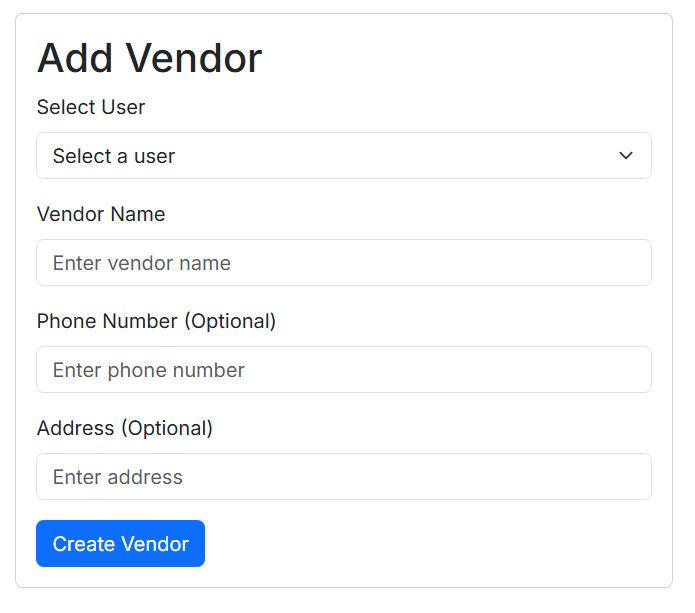 Add Vendor
Select User
Select a user
Vendor Name
Enter vendor name
Phone Number (Optional)
Enter phone number
Address (Optional)
Enter address
Create Vendor